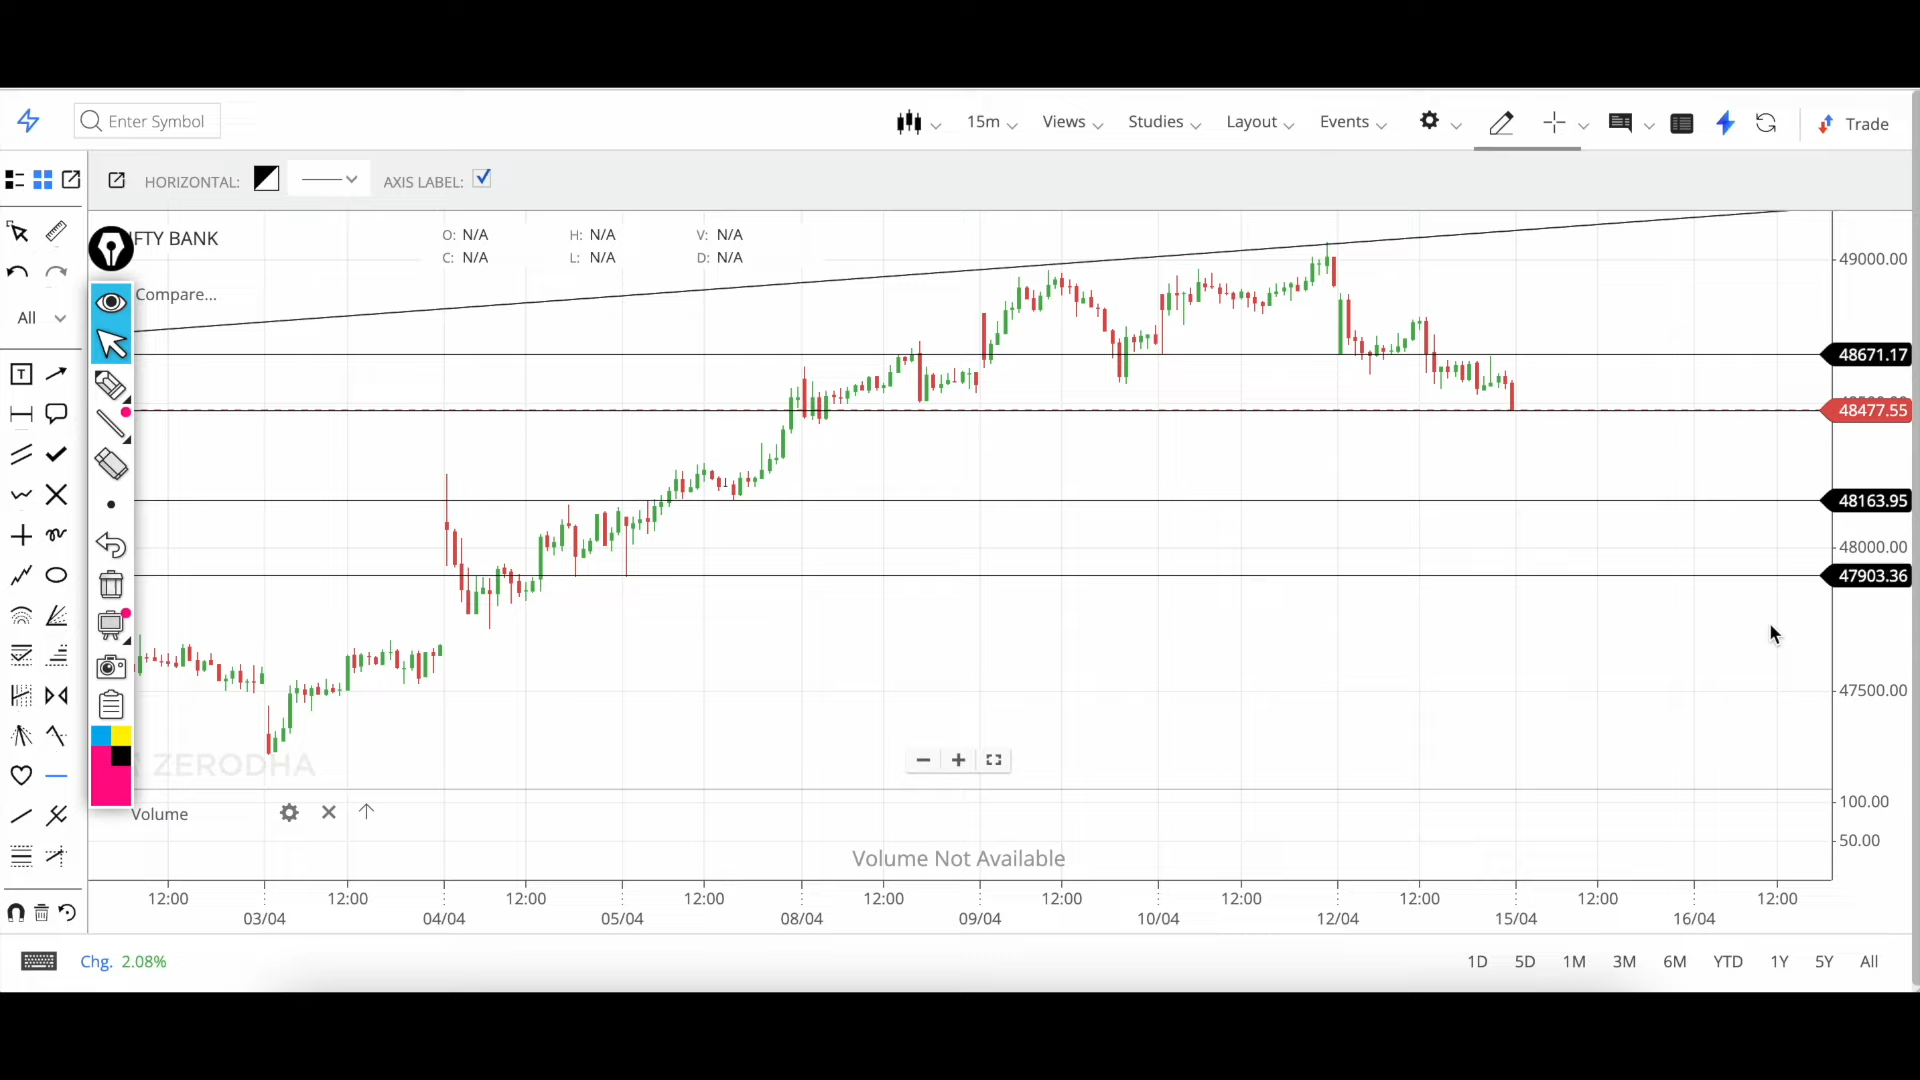 Enter Symbol
15m
Views
Studies
Layout
Events
Trade
HORIZONTAL:
AXIS LABEL:
FTY BANK
O: N/A H: N/A V: N/A
C: N/A L: N/A D: N/A
Compare...
All
T
49000.00
48671.17
48477.55
48163.95
48000.00
47903.36
47500.00
ZERODHA
Volume
100.00
50.00
Volume Not Available
12:00 12:00 12:00 12:00 12:00 12:00 12:00 12:00 12:00 12:00
03/04 04/04 05/04 08/04 09/04 10/04 12/04 15/04 16/04
Chg. 2.08%
1D 5D 1M 3M 6M YTD 1Y 5Y All